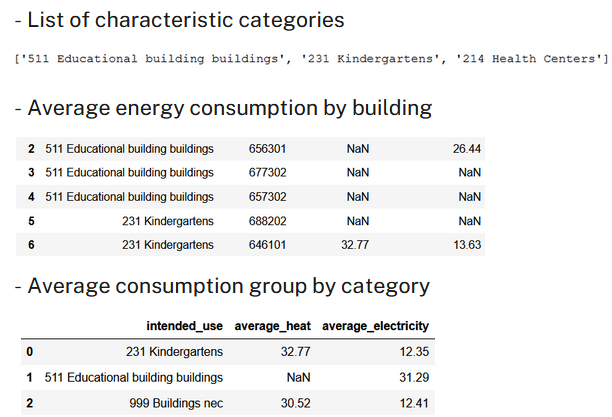 - List of characteristic categories
['511 Educational building buildings', '231 Kindergartens', '214 Health Centers']
- Average energy consumption by building
2 511 Educational building buildings 656301 NaN 26.44
3 511 Educational building buildings 677302 NaN NaN
4 511 Educational building buildings 657302 NaN NaN
5 231 Kindergartens 688202 NaN NaN
6 231 Kindergartens 646101 32.77 13.63
- Average consumption group by category
intended_use average_heat average_electricity
0 231 Kindergartens 32.77 12.35
1 511 Educational building buildings NaN 31.29
2 999 Buildings nec 30.52 12.41